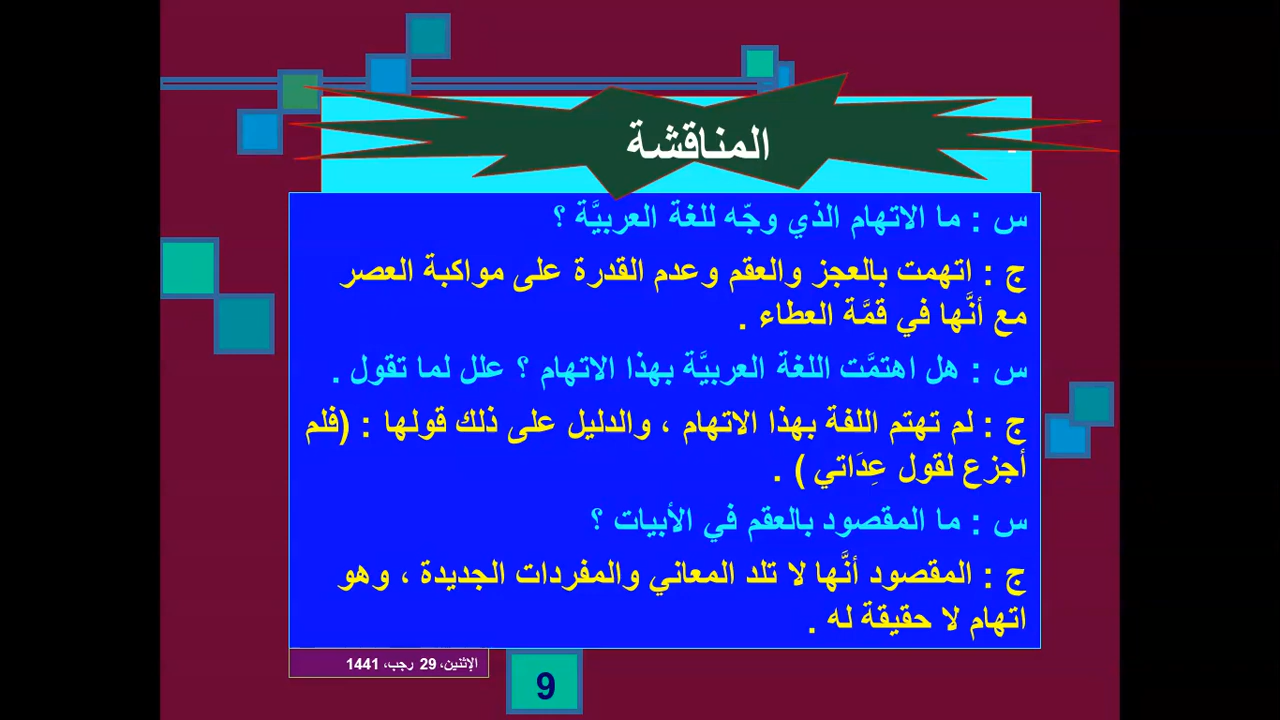 المناقشة
س : ما الاتهام الذي وجّه للغة العربيَّة ؟
ج : اتهمت بالعجز والعقم وعدم القدرة على مواكبة العصر
مع أنَّها في قمَّة العطاء .
س : هل اهتمَّت اللغة العربيَّة بهذا الاتهام ؟ علل لما تقول .
ج : لم تهتم اللفة بهذا الاتهام ، والدليل على ذلك قولها : (فلم
أجزع لقول عِدَاتي ) .
س : ما المقصود بالعقم في الأبيات ؟
ج : المقصود أنَّها لا تلد المعاني والمفردات الجديدة ، وهو
اتهام لا حقيقة له .
الإثنين، 29 رجب، 1441
9